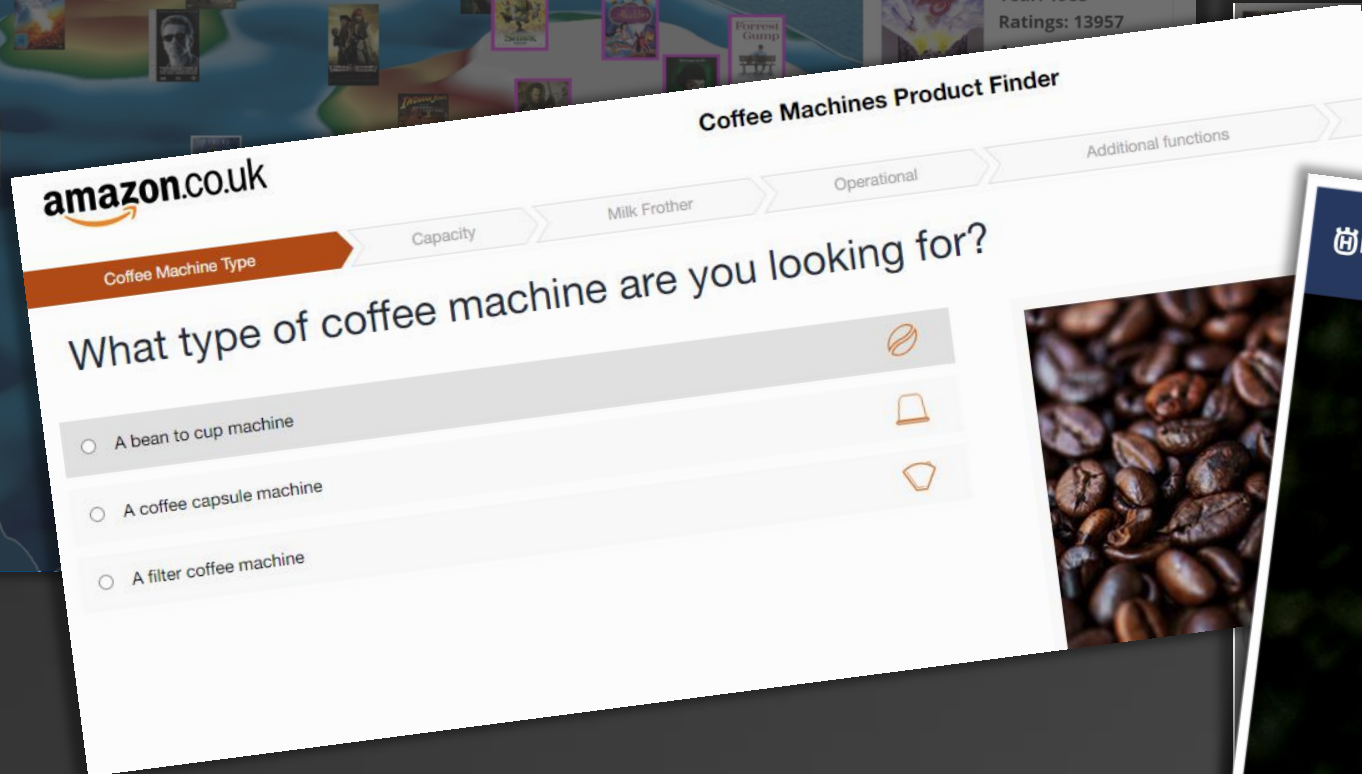 Ratings: 13957
Forrest
Gump
Coffee Machines Product Finder
amazon.co.uk
Coffee Machine Type
Capacity
Milk Frother
Operational
Additional functions
What type of coffee machine are you looking for?
A bean to cup machine
A coffee capsule machine
A filter coffee machine